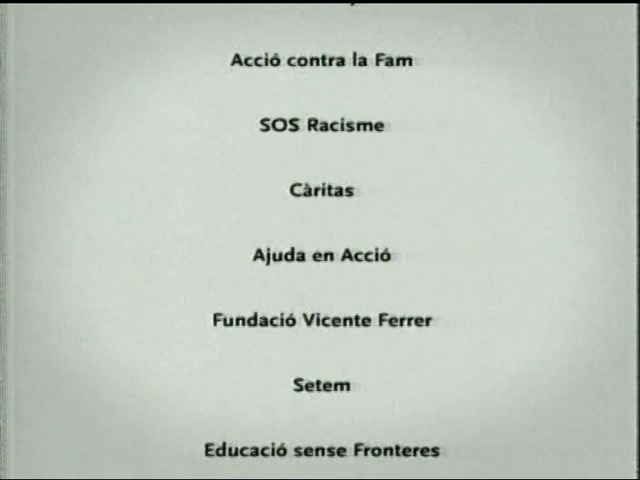 Acció contra la Fam
SOS Racisme
Càritas
Ajuda en Acció
Fundació Vicente Ferrer
Setem
Educació sense Fronteres